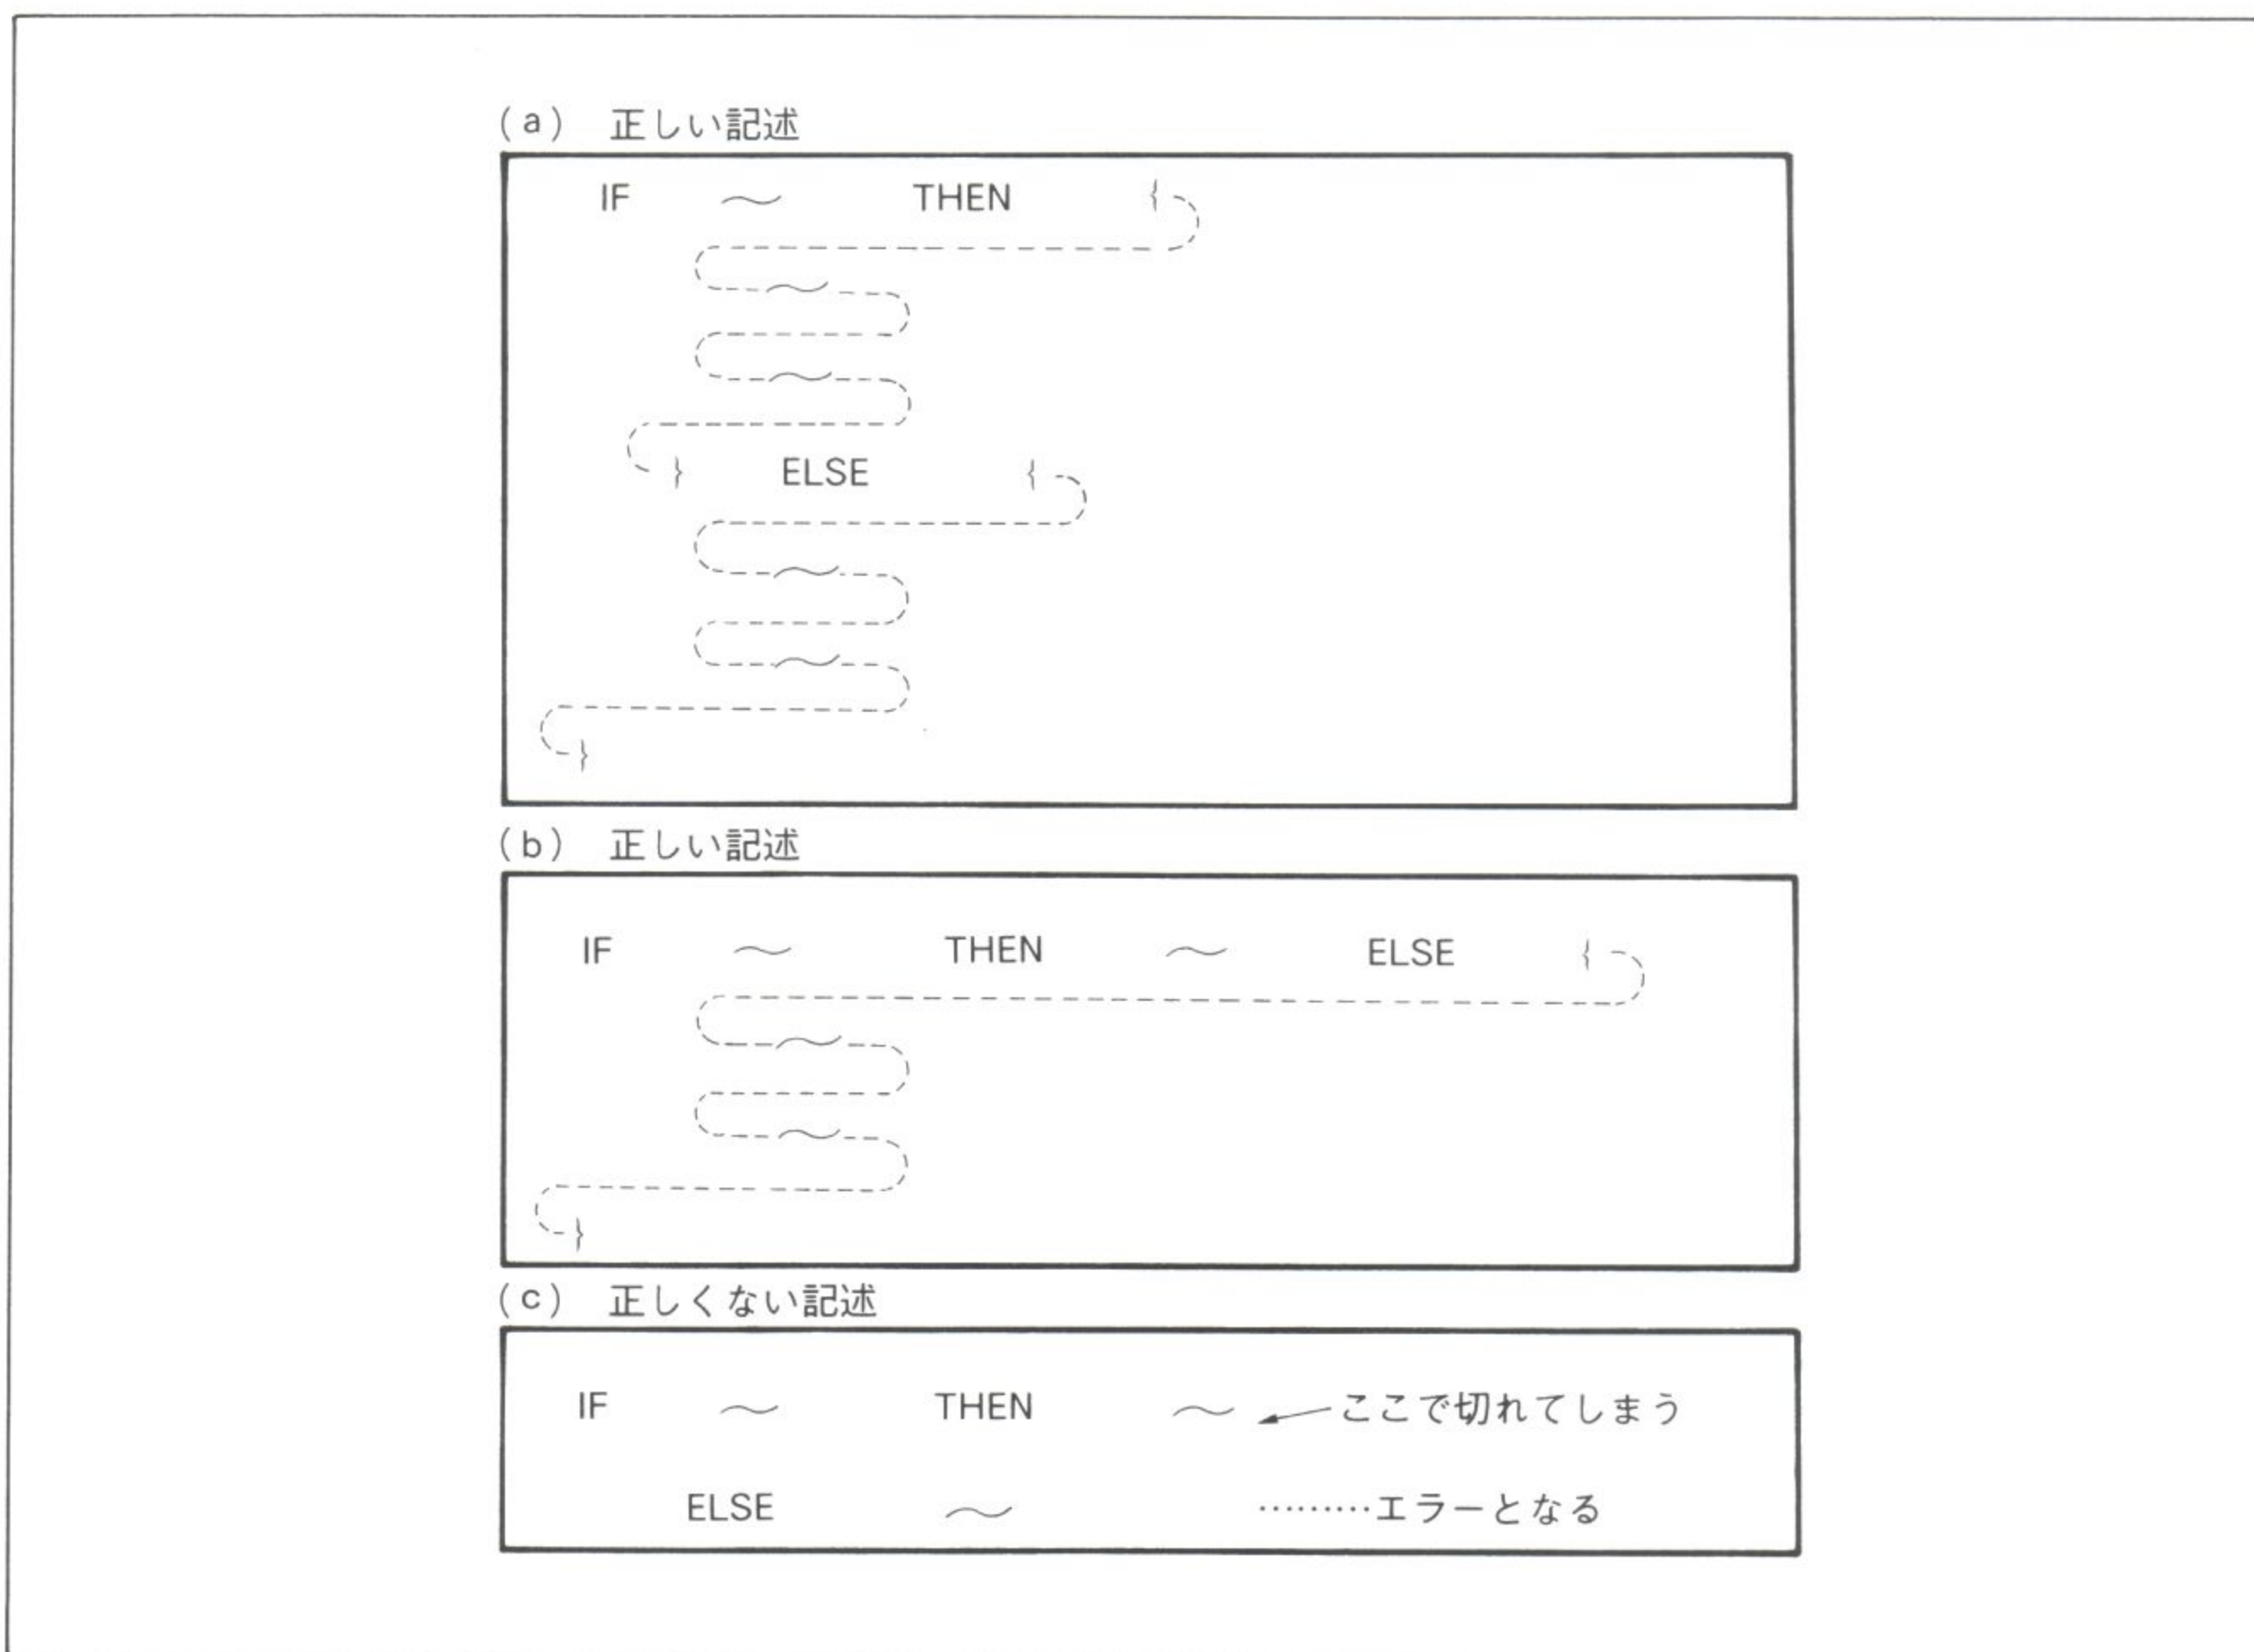 (a) 正しい記述
IF ～ THEN {
～
～
} ELSE {
～
～
}
(b) 正しい記述
IF ～ THEN ～ ELSE {
～
～
}
(c) 正しくない記述
IF ～ THEN ～ ここで切れてしまう
ELSE ～ ………エラーとなる